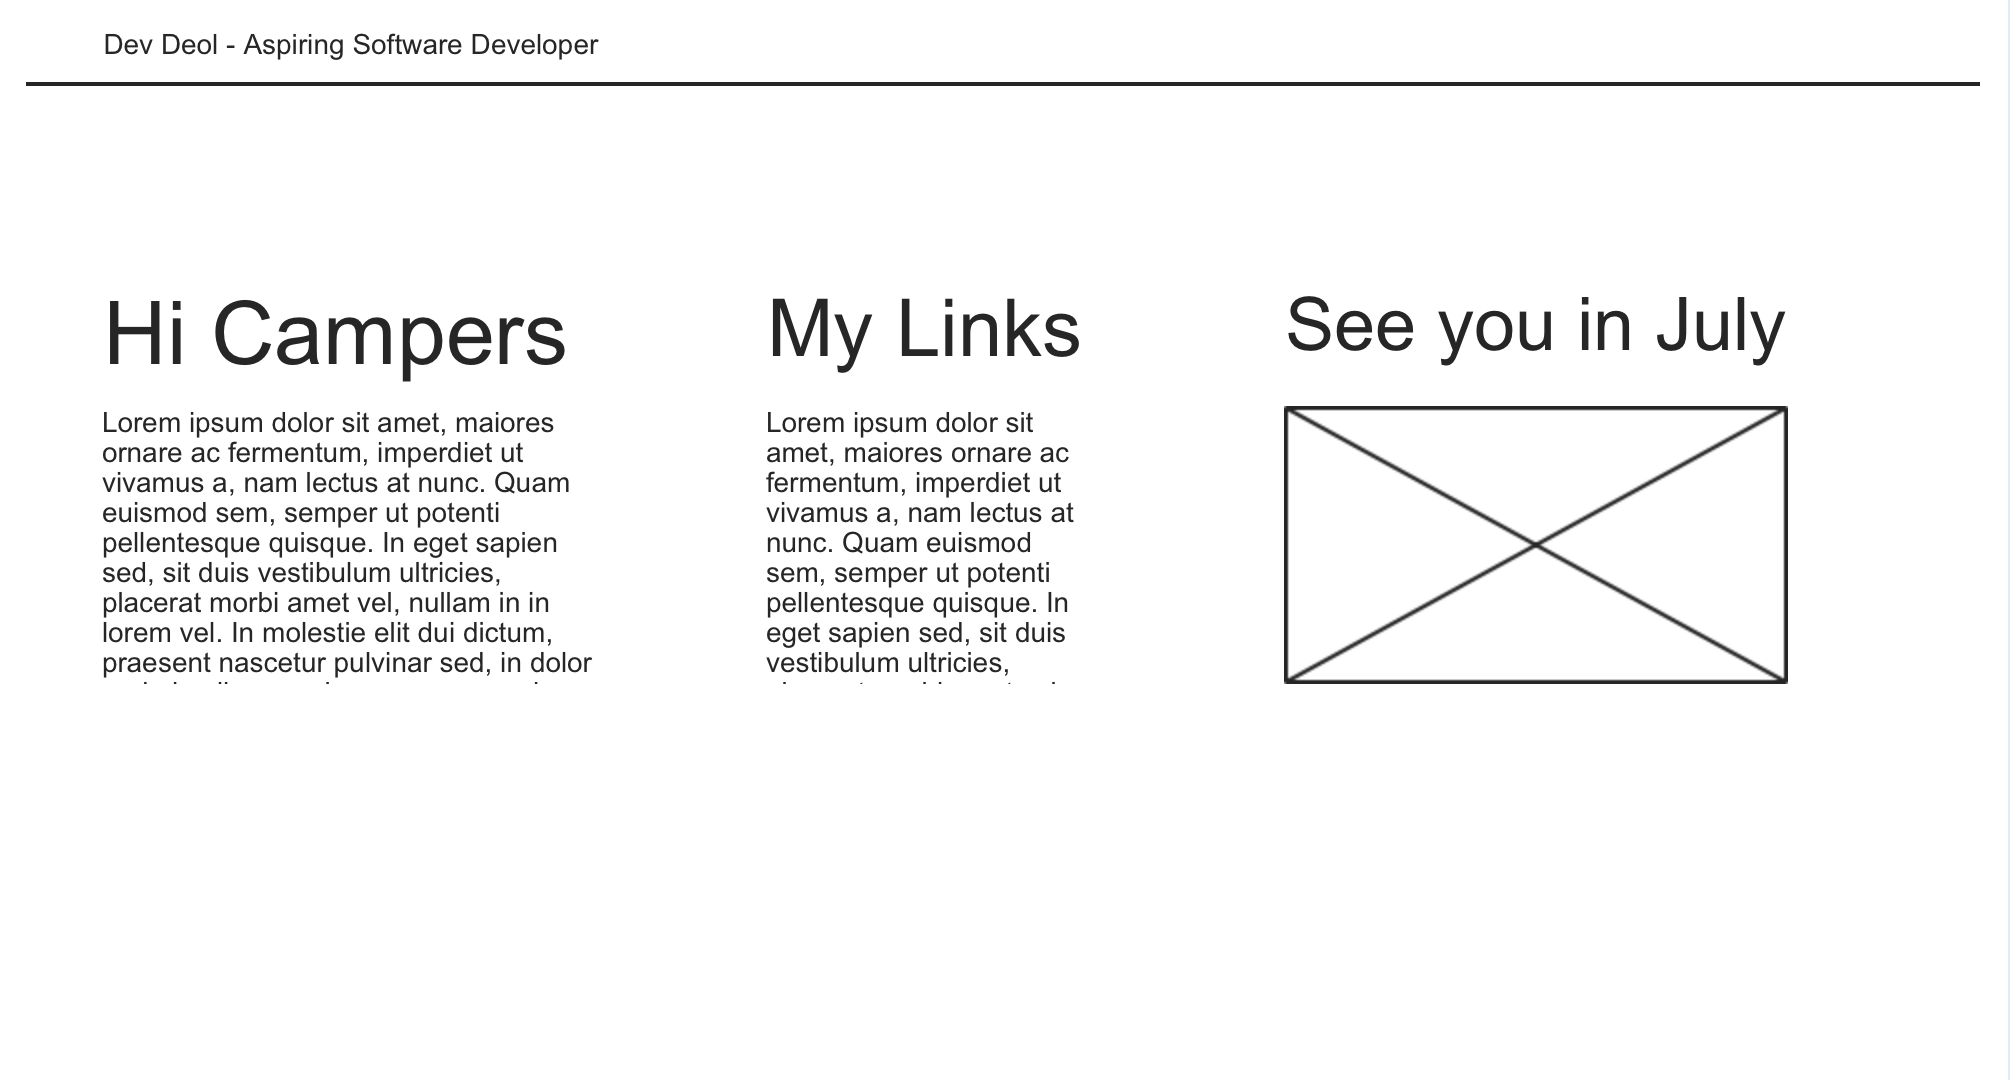 Dev Deol - Aspiring Software Developer
Hi Campers
Lorem ipsum dolor sit amet, maiores
ornare ac fermentum, imperdiet ut
vivamus a, nam lectus at nunc. Quam
euismod sem, semper ut potenti
pellentesque quisque. In eget sapien
sed, sit duis vestibulum ultricies,
placerat morbi amet vel, nullam in in
lorem vel. In molestie elit dui dictum,
praesent nascetur pulvinar sed, in dolor
My Links
Lorem ipsum dolor sit
amet, maiores ornare ac
fermentum, imperdiet ut
vivamus a, nam lectus at
nunc. Quam euismod
sem, semper ut potenti
pellentesque quisque. In
eget sapien sed, sit duis
vestibulum ultricies,
See you in July